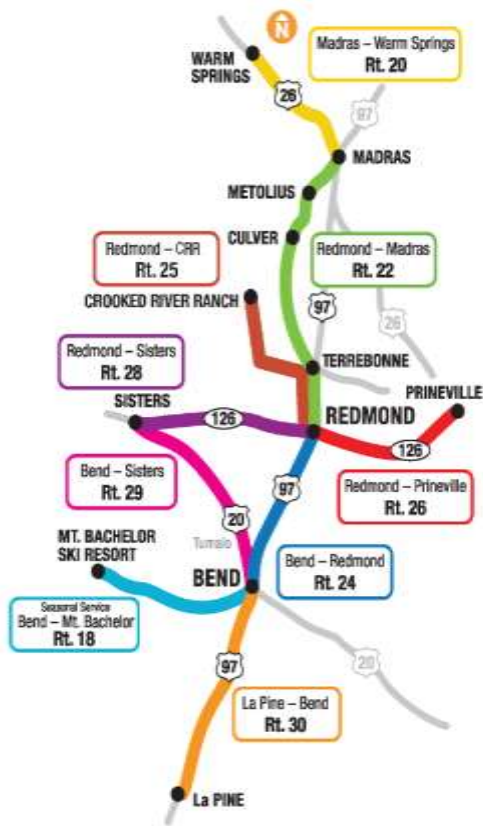 N
WARM
SPRINGS
Madras – Warm Springs
Rt. 20
26
97
MADRAS
METOLIUS
CULVER
Redmond – CRR
Rt. 25
Redmond – Madras
Rt. 22
CROOKED RIVER RANCH
97
26
Redmond – Sisters
Rt. 28
TERREBONNE
PRINEVILLE
SISTERS
126
REDMOND
126
Bend – Sisters
Rt. 29
97
Redmond – Prineville
Rt. 26
20
Tumalo
MT. BACHELOR
SKI RESORT
BEND
Bend – Redmond
Rt. 24
Seasonal Service
Bend – Mt. Bachelor
Rt. 18
20
97
La Pine – Bend
Rt. 30
La PINE